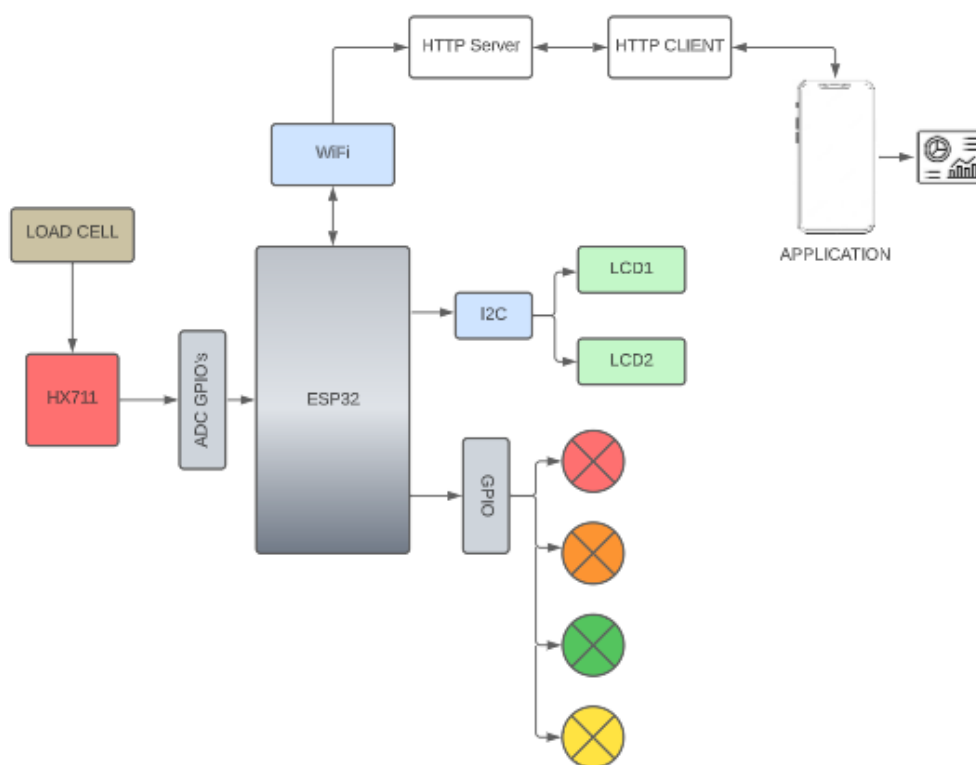 HTTP Server
HTTP CLIENT
WiFi
LOAD CELL
APPLICATION
LCD1
I2C
LCD2
HX711
ADC GPIO's
ESP32
GPIO